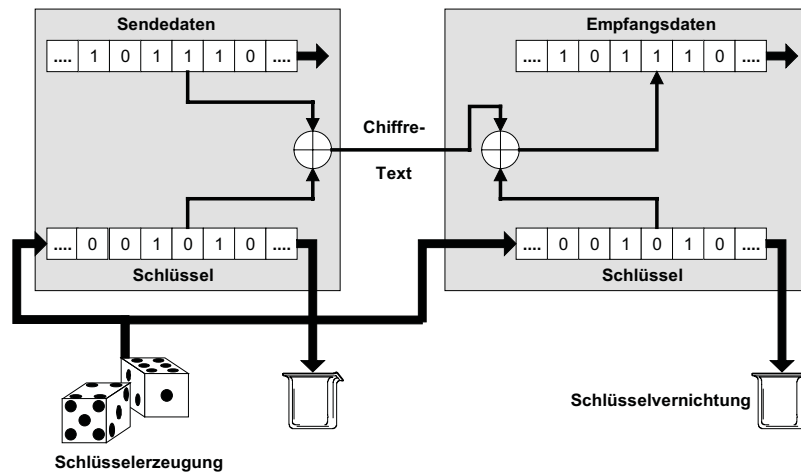 Sendedaten
.... 1 0 1 1 1 0 ....
Empfangsdaten
.... 1 0 1 1 1 0 ....
Chiffre-
Text
.... 0 0 1 0 1 0 ....
Schlüssel
.... 0 0 1 0 1 0 ....
Schlüssel
Schlüsselvernichtung
Schlüsselerzeugung